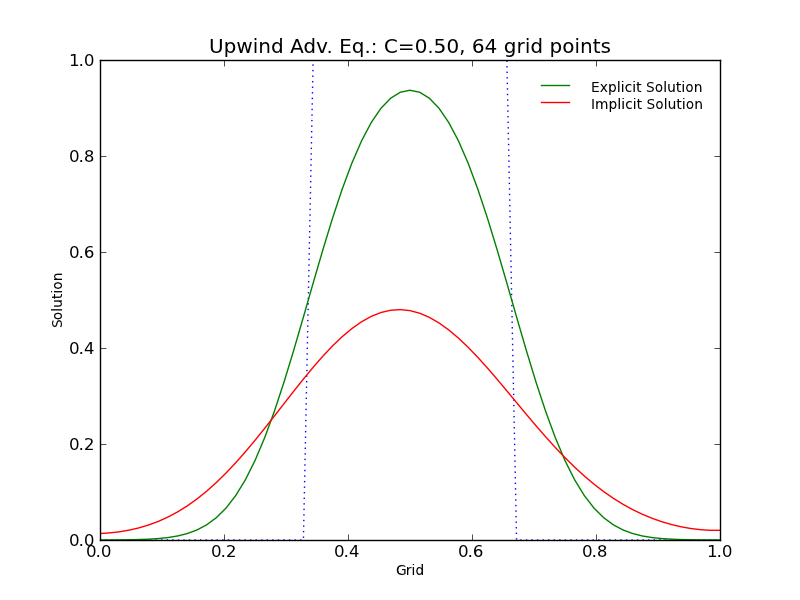 Upwind Adv. Eq.: C=0.50, 64 grid points
1.0
Explicit Solution
Implicit Solution
0.8
0.6
Solution
0.4
0.2
0.0
0.0 0.2 0.4 0.6 0.8 1.0
Grid